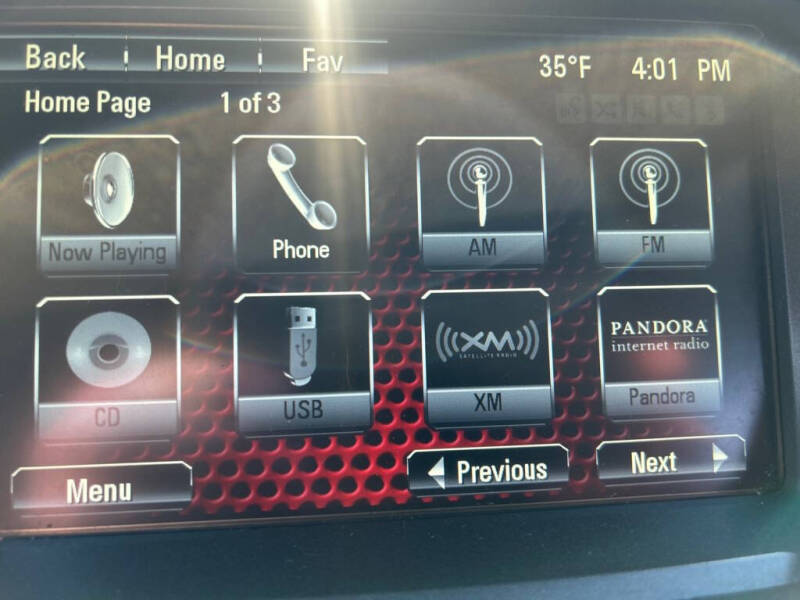 Back Home Fav 35°F 4:01 PM
Home Page 1 of 3
Now Playing Phone AM FM
XM
SATELLITE RADIO
PANDORA
internet radio
CD USB XM Pandora
Menu Previous Next